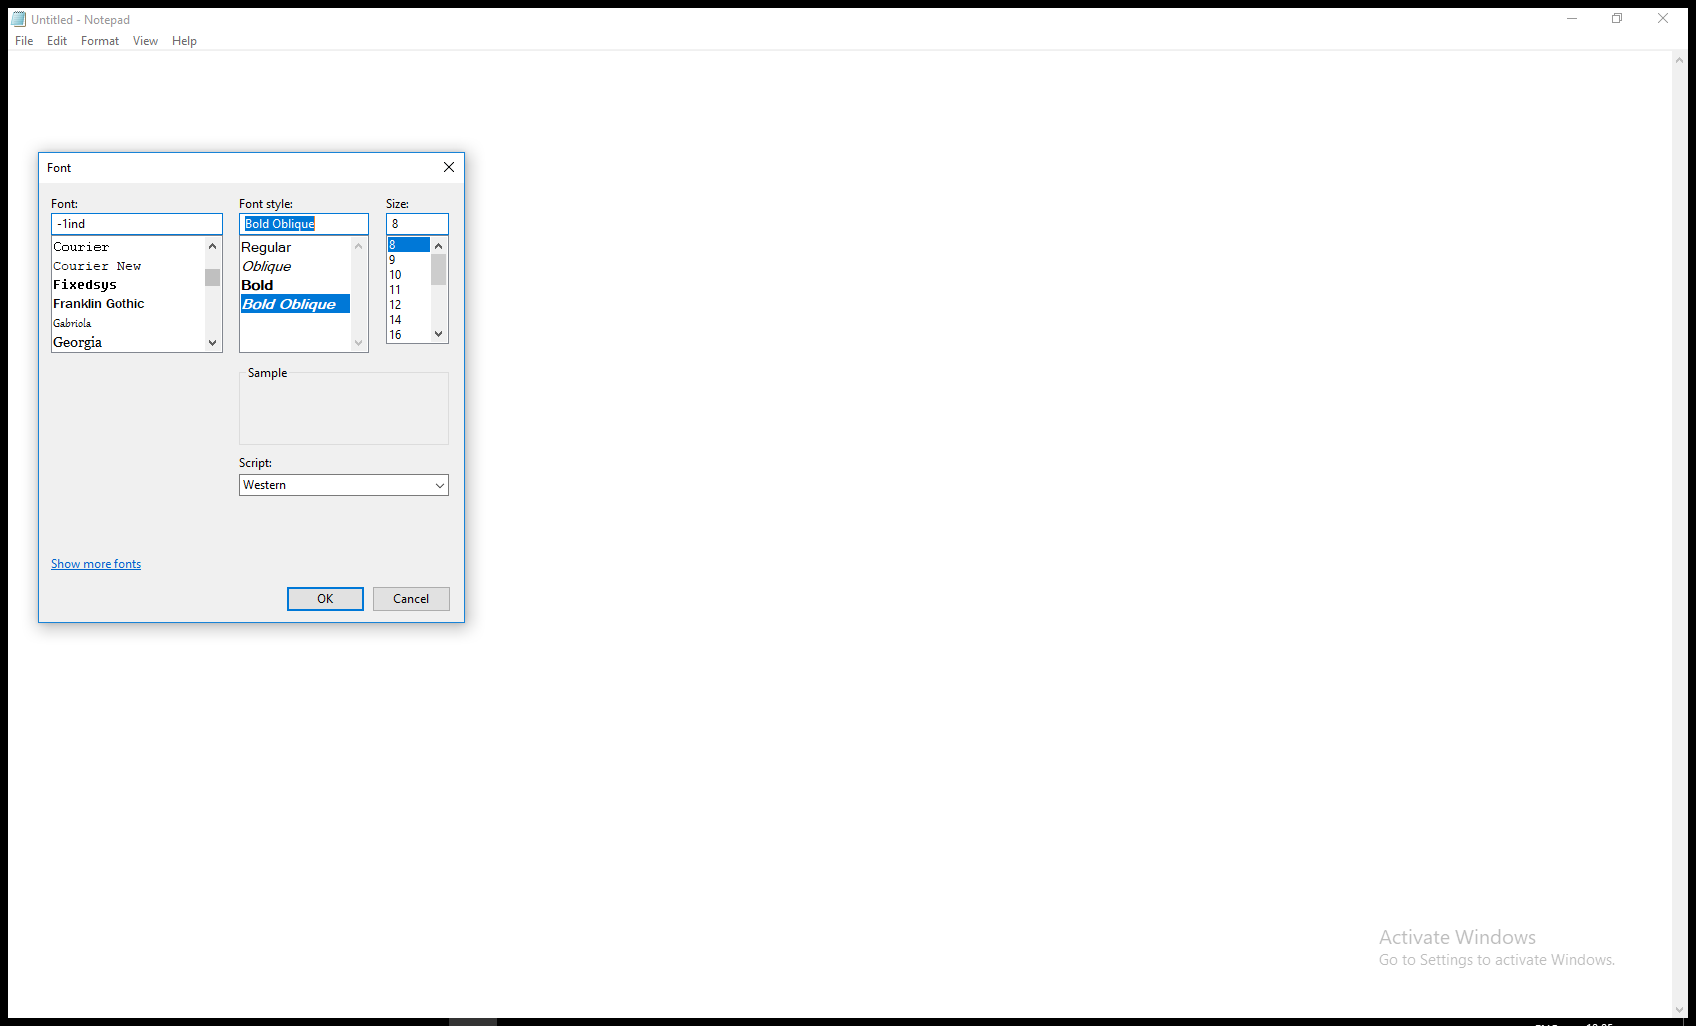 Untitled - Notepad
File Edit Format View Help
Font
Font: Font style: Size:
-1ind Bold Oblique 8
Courier
Courier New
Fixedsys
Franklin Gothic
Gabriola
Georgia
Regular
Oblique
Bold
Bold Oblique
8
9
10
11
12
14
16
Sample
Script:
Western
Show more fonts
OK Cancel
Activate Windows
Go to Settings to activate Windows.